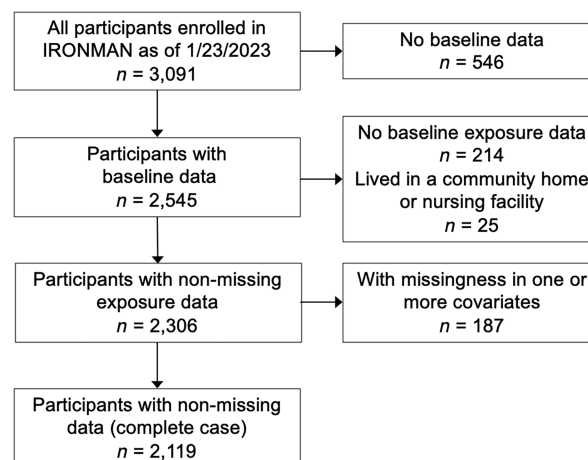 All participants enrolled in
IRONMAN as of 1/23/2023
n = 3,091
No baseline data
n = 546
Participants with
baseline data
n = 2,545
No baseline exposure data
n = 214
Lived in a community home
or nursing facility
n = 25
Participants with non-missing
exposure data
n = 2,306
With missingness in one or
more covariates
n = 187
Participants with non-missing
data (complete case)
n = 2,119